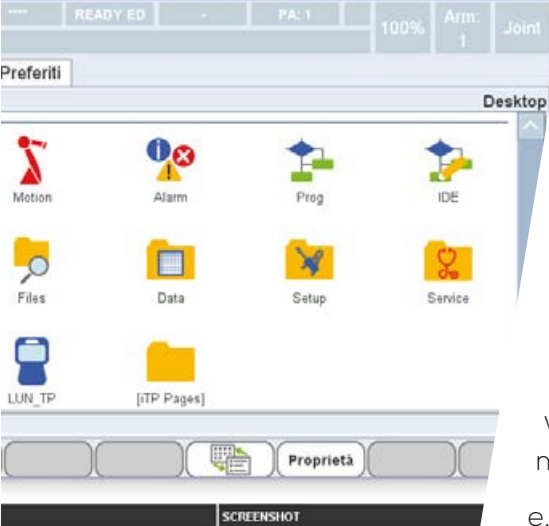 **** READY ED - PA: 1 100% Arm: 1 Joint
Preferiti
Desktop
Motion Alarm Prog IDE
Files Data Setup Service
LUN_TP [iTP Pages]
Proprietà
SCREENSHOT
e.